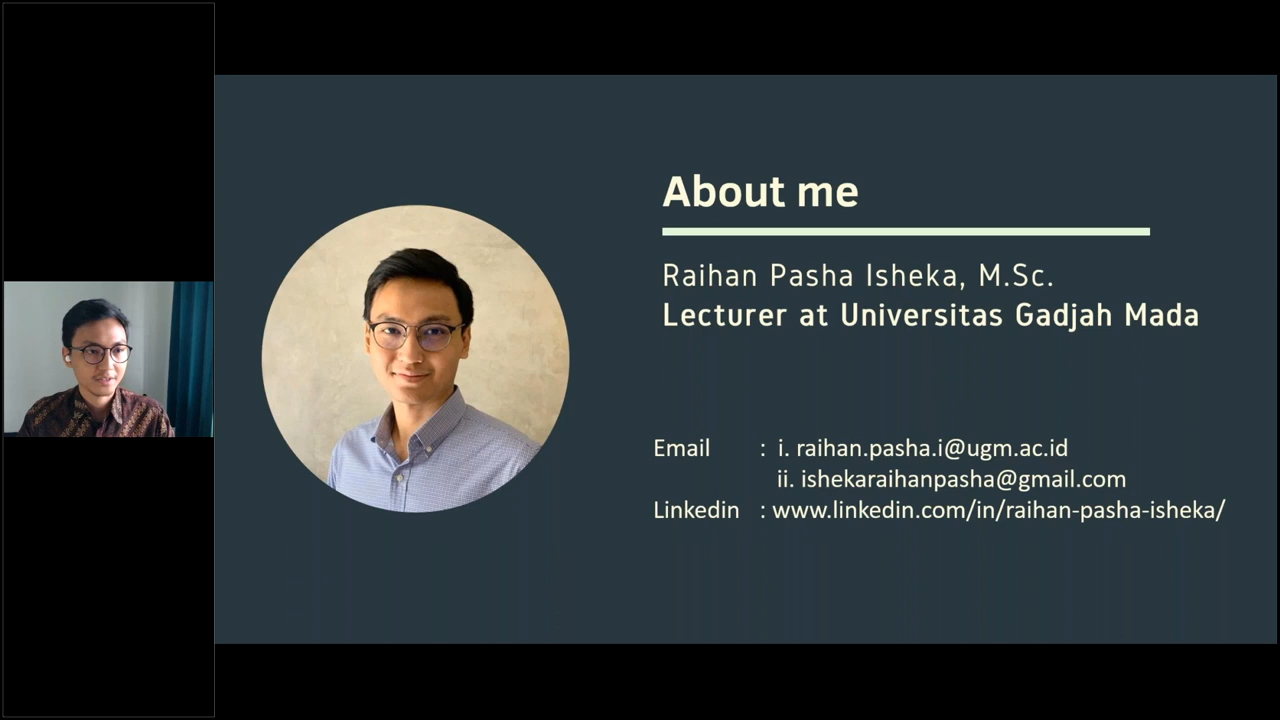 About me
Raihan Pasha Isheka, M.Sc.
Lecturer at Universitas Gadjah Mada
Email : i. raihan.pasha.i@ugm.ac.id
ii. ishekaraihanpasha@gmail.com
Linkedin : www.linkedin.com/in/raihan-pasha-isheka/